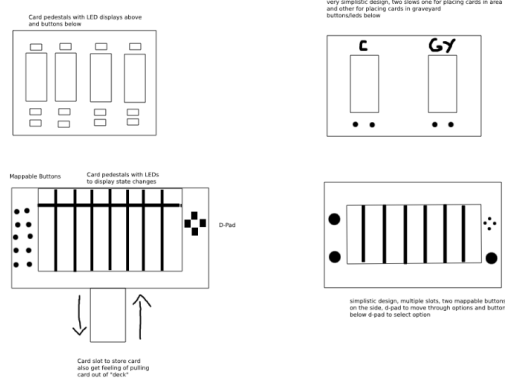 Card pedestals with LED displays above
and buttons below
very simplistic design, two slows one for placing cards in area
and other for placing cards in graveyard
buttons/leds below
C GY
Mappable Buttons
Card pedestals with LEDs
to display state changes
D-Pad
Card slot to store card
also get feeling of pulling
card out of "deck"
simplistic design, multiple slots, two mappable buttons
on the side, d-pad to move through options and button
below d-pad to select option